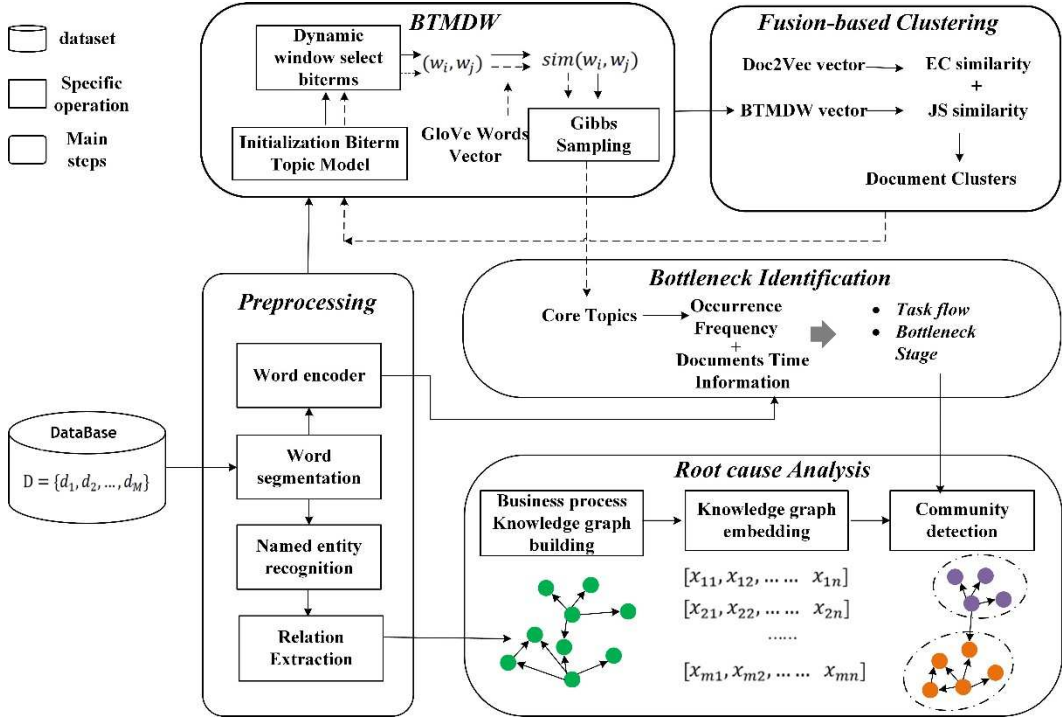 dataset
Specific
operation
Main
steps
BTMDW
Dynamic
window select
biterms
(w_i, w_j)
sim(w_i, w_j)
Initialization Biterm
Topic Model
GloVe Words
Vector
Gibbs
Sampling
Fusion-based Clustering
Doc2Vec vector
EC similarity
+
BTMDW vector
JS similarity
Document Clusters
Preprocessing
Word encoder
Word
segmentation
Named entity
recognition
Relation
Extraction
DataBase
D = {d_1, d_2, ..., d_M}
Bottleneck Identification
Core Topics
Occurrence
Frequency
+
Documents Time
Information
● Task flow
● Bottleneck
Stage
Root cause Analysis
Business process
Knowledge graph
building
Knowledge graph
embedding
Community
detection
[x_11, x_12, ... ... x_1n]
[x_21, x_22, ... ... x_2n]
......
[x_m1, x_m2, ... ... x_mn]